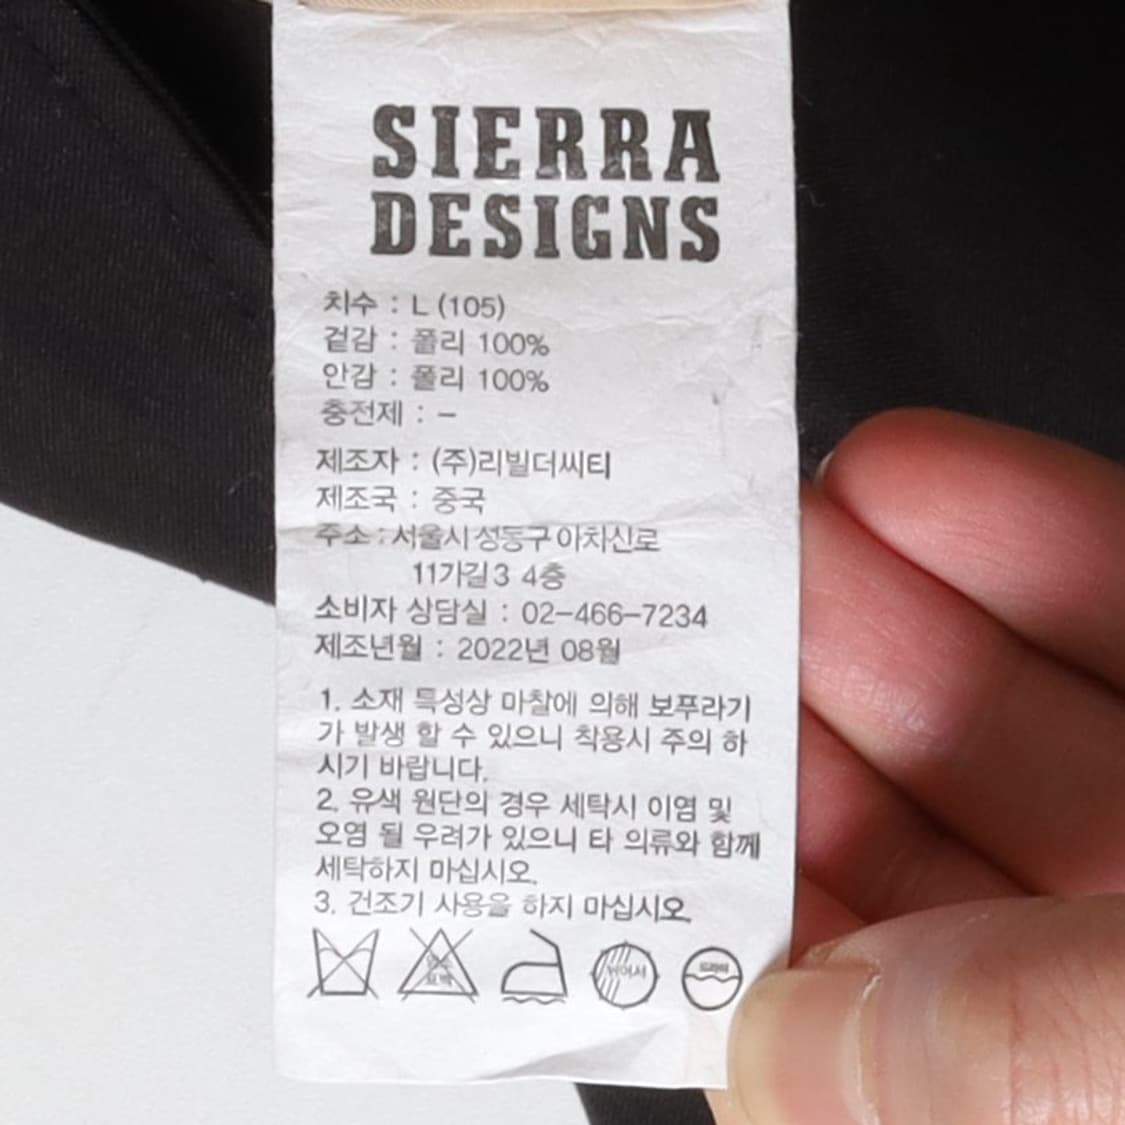 SIERRA
DESIGNS
치수 : L (105)
겉감 : 폴리 100%
안감 : 폴리 100%
충전제 : –
제조자 : (주)리빌더씨티
제조국 : 중국
주소 : 서울시 성동구 아차산로
11가길 3 4층
소비자 상담실 : 02-466-7234
제조년월 : 2022년 08월
1. 소재 특성상 마찰에 의해 보푸라기
가 발생 할 수 있으니 착용시 주의 하
시기 바랍니다.
2. 유색 원단의 경우 세탁시 이염 및
오염 될 우려가 있으니 타 의류와 함께
세탁하지 마십시오.
3. 건조기 사용을 하지 마십시오.
뉘어서
드라이